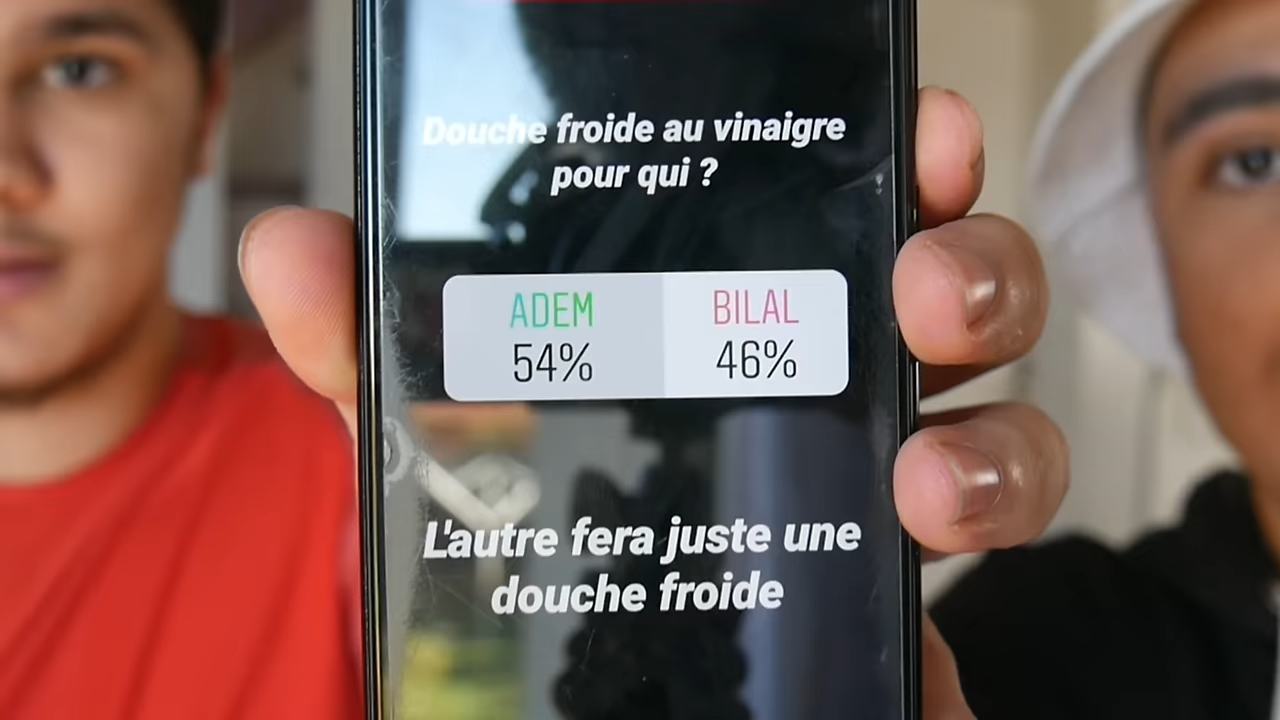 Douche froide au vinaigre
pour qui ?
ADEM BILAL
54% 46%
L'autre fera juste une
douche froide